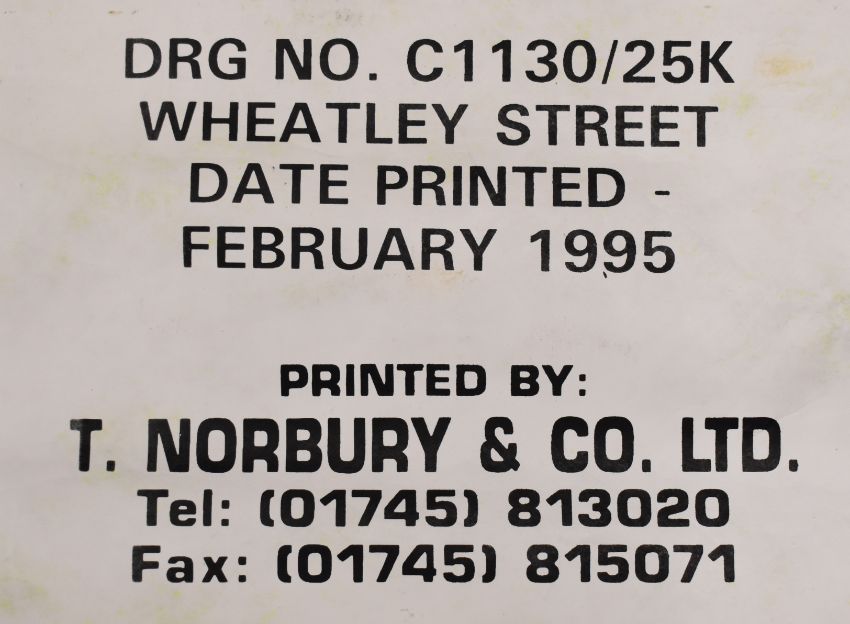 DRG NO. C1130/25K
WHEATLEY STREET
DATE PRINTED -
FEBRUARY 1995
PRINTED BY:
T. NORBURY & CO. LTD.
Tel: (01745) 813020
Fax: (01745) 815071